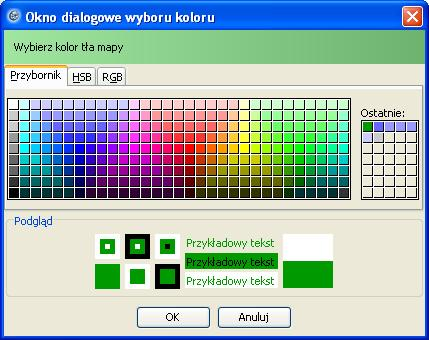 Okno dialogowe wyboru koloru
Wybierz kolor tła mapy
Przybornik HSB RGB
Ostatnie:
Podgląd
Przykładowy tekst
Przykładowy tekst
Przykładowy tekst
OK Anuluj